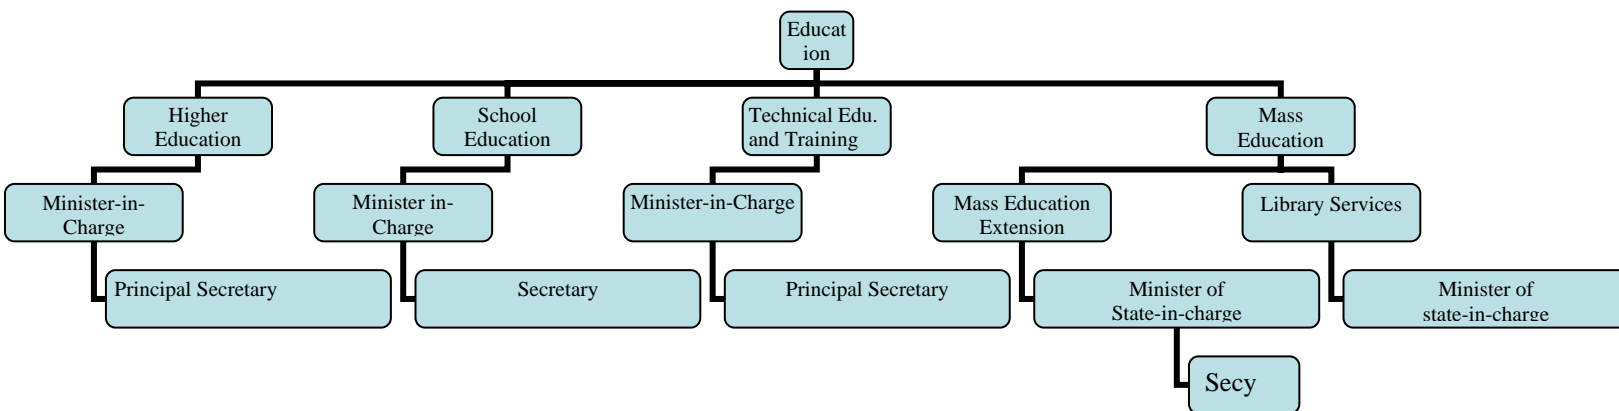 Educat
ion
Higher
Education
School
Education
Technical Edu.
and Training
Mass
Education
Minister-in-
Charge
Minister in-
Charge
Minister-in-Charge
Mass Education
Extension
Library Services
Principal Secretary
Secretary
Principal Secretary
Minister of
State-in-charge
Minister of
state-in-charge
Secy